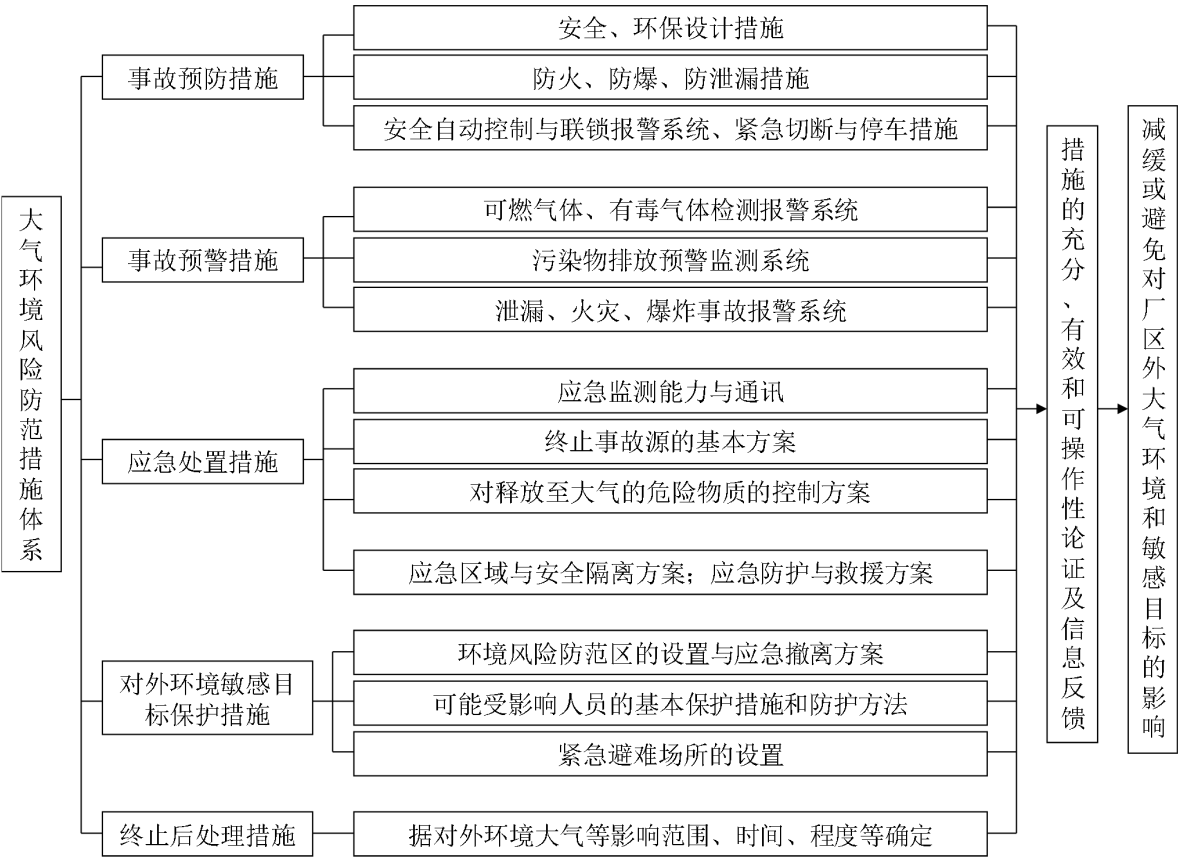 大气环境风险防范措施体系
事故预防措施
安全、环保设计措施
防火、防爆、防泄漏措施
安全自动控制与联锁报警系统、紧急切断与停车措施
事故预警措施
可燃气体、有毒气体检测报警系统
污染物排放预警监测系统
泄漏、火灾、爆炸事故报警系统
应急处置措施
应急监测能力与通讯
终止事故源的基本方案
对释放至大气的危险物质的控制方案
应急区域与安全隔离方案；应急防护与救援方案
对外环境敏感目
标保护措施
环境风险防范区的设置与应急撤离方案
可能受影响人员的基本保护措施和防护方法
紧急避难场所的设置
终止后处理措施
据对外环境大气等影响范围、时间、程度等确定
措施的充分、有效和可操作性论证及信息反馈
减缓或避免对厂区外大气环境和敏感目标的影响